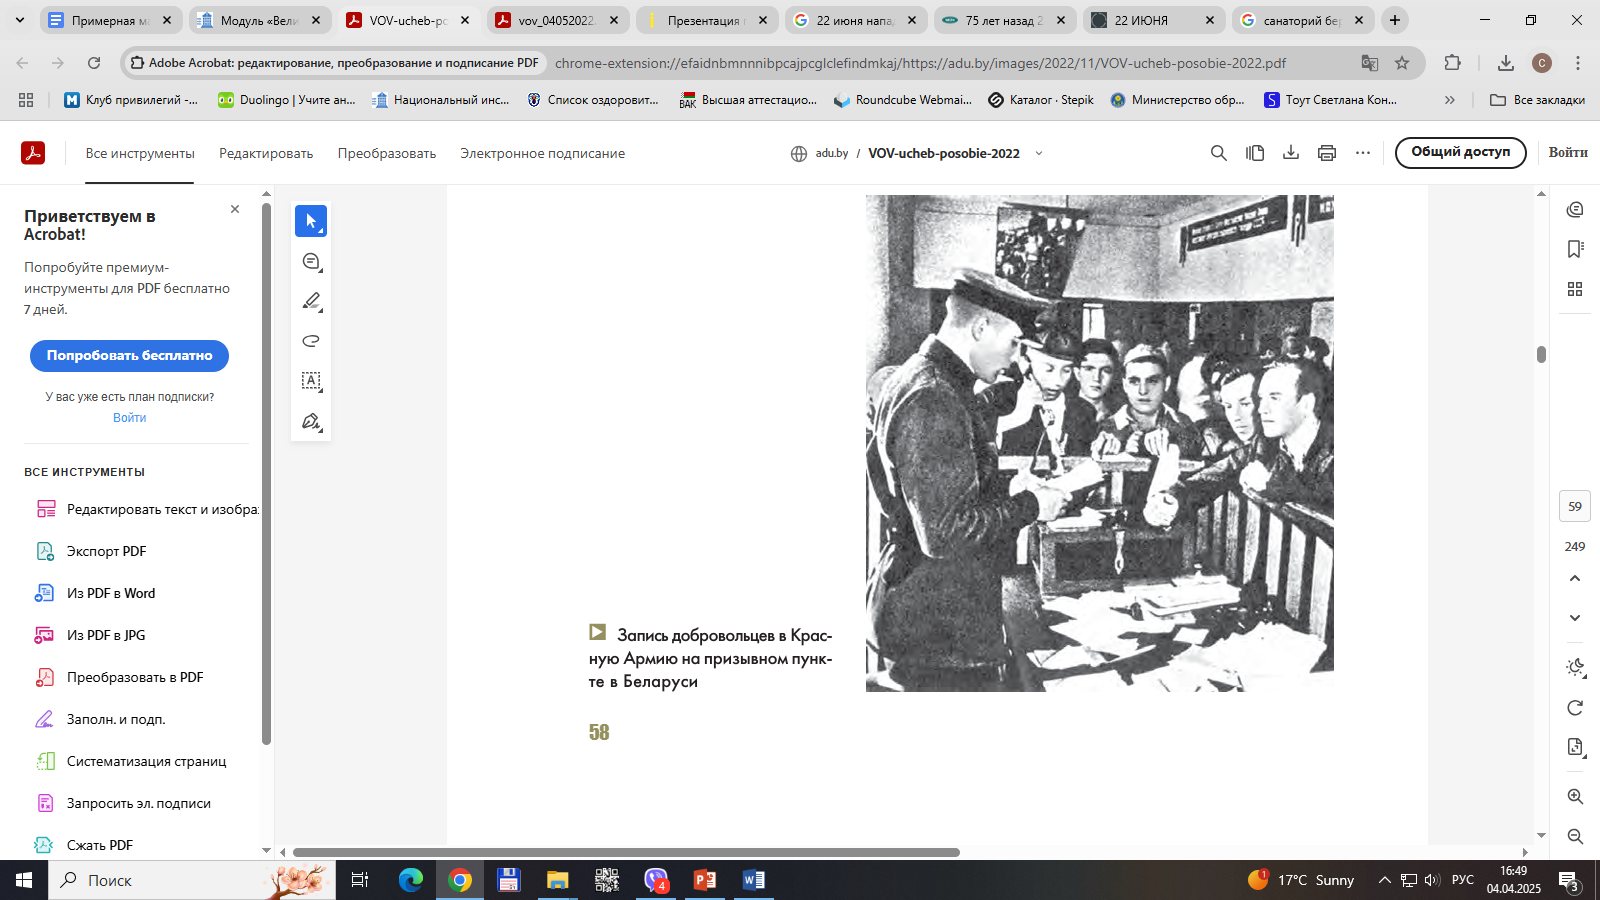 Примерная ма
Модуль «Вели
VOV-ucheb-po
vov_04052022.
Презентация п
22 июня напа
75 лет назад 2
22 ИЮНЯ
санаторий бер
Adobe Acrobat: редактирование, преобразование и подписание PDF
chrome-extension://efaidnbmnnnibpcajpcglclefindmkaj/https://adu.by/images/2022/11/VOV-ucheb-posobie-2022.pdf
C
Клуб привилегий -...
Duolingo | Учите ан...
Национальный инс...
Список оздоровит...
ВАК Высшая аттестацио...
Roundcube Webmai...
Каталог · Stepik
Министерство обр...
S Тоут Светлана Кон...
Все закладки
Все инструменты
Редактировать
Преобразовать
Электронное подписание
adu.by / VOV-ucheb-posobie-2022
Общий доступ
Войти
Приветствуем в
Acrobat!
Попробуйте премиум-
инструменты для PDF бесплатно
7 дней.
Попробовать бесплатно
У вас уже есть план подписки?
Войти
ВСЕ ИНСТРУМЕНТЫ
Редактировать текст и изобра
Экспорт PDF
Из PDF в Word
Из PDF в JPG
Преобразовать в PDF
Заполн. и подп.
Систематизация страниц
Запросить эл. подписи
Сжать PDF
Запись добровольцев в Крас-
ную Армию на призывном пунк-
те в Беларуси
58
59
249
Поиск
4
1
17°C Sunny
РУС
16:49
04.04.2025
3